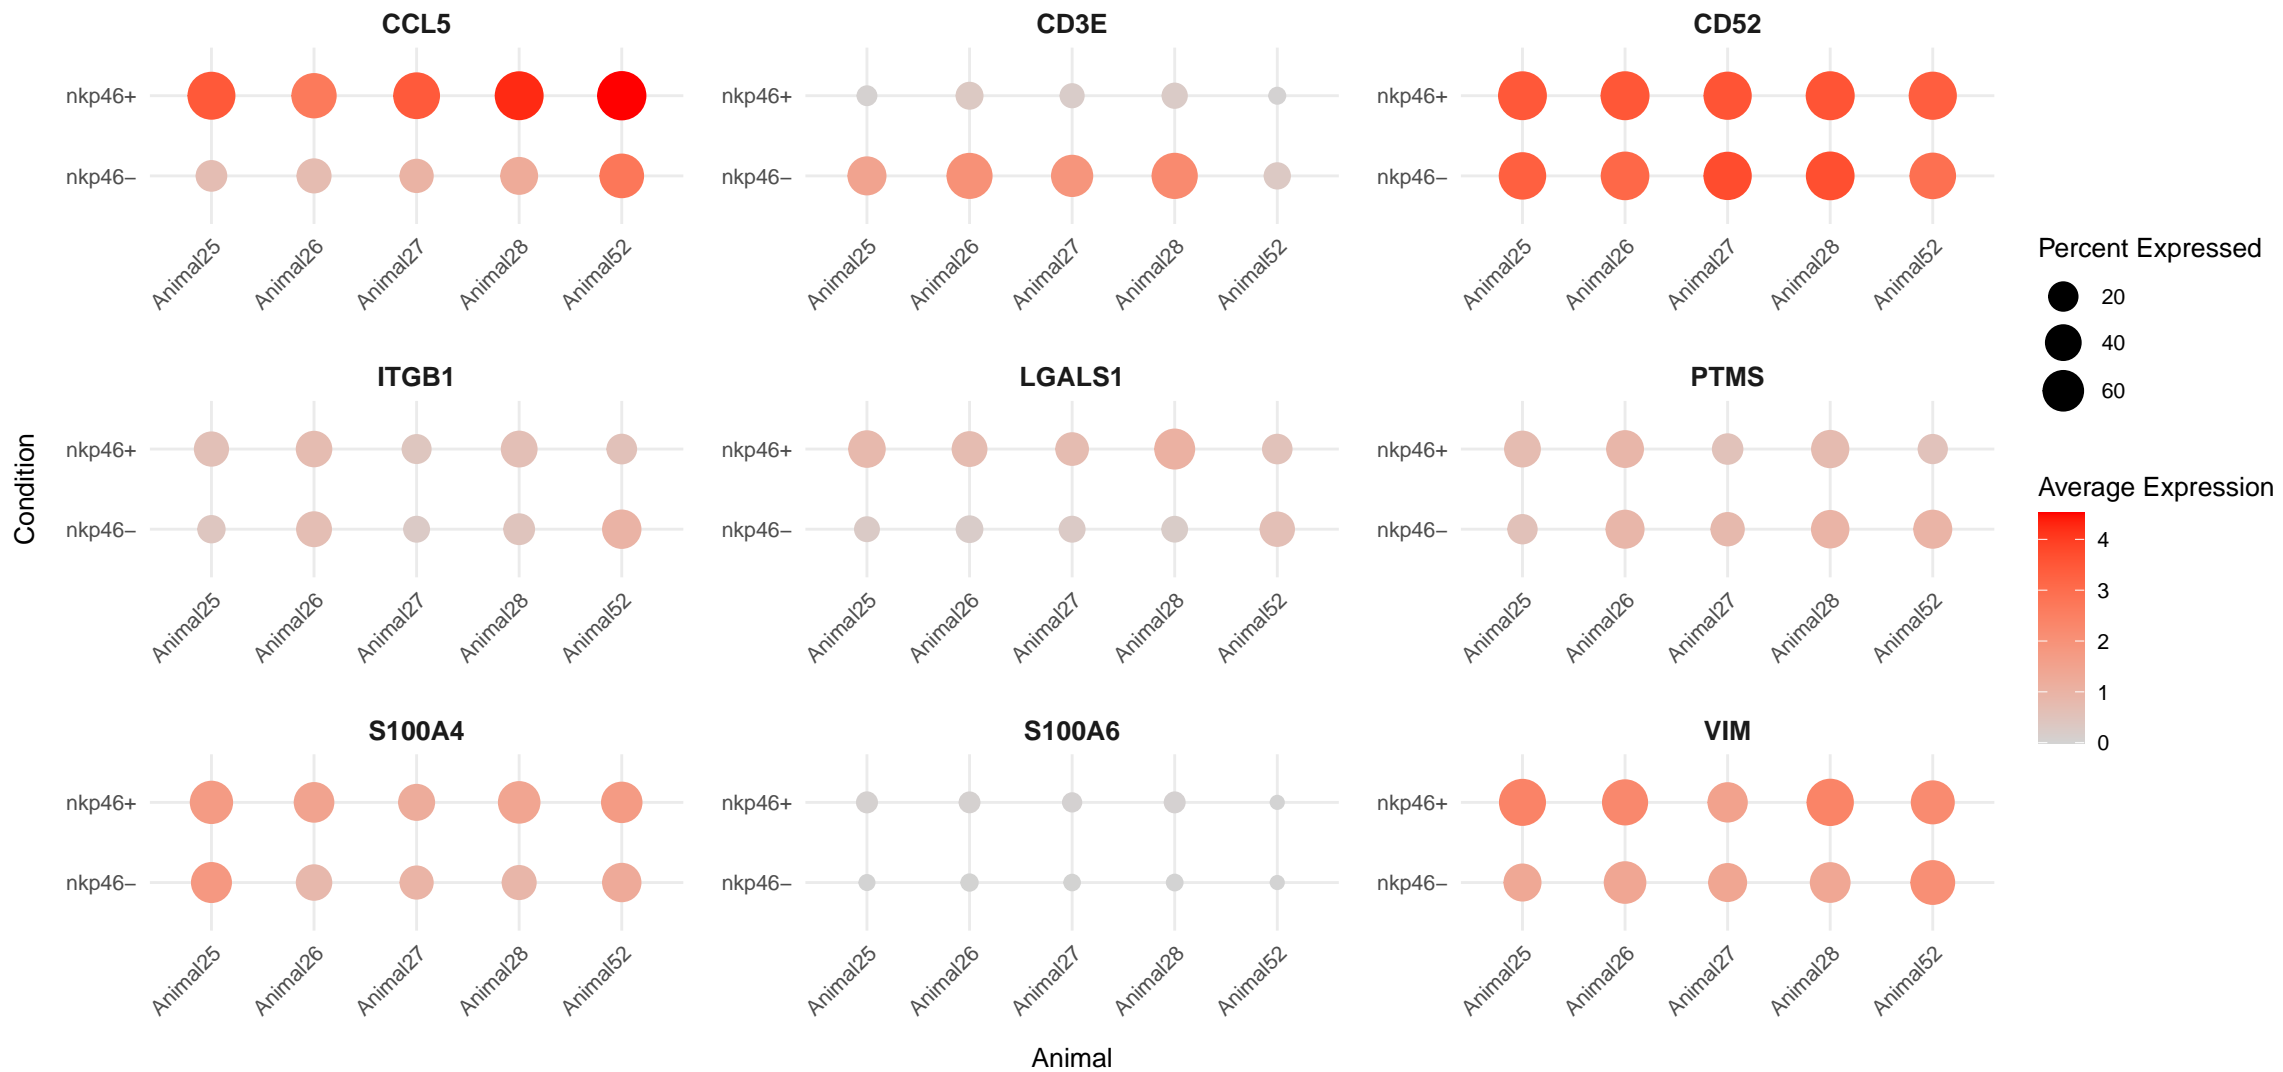 CCL5
CD3E
CD52
nkp46+
nkp46−
Animal25
Animal26
Animal27
Animal28
Animal52
nkp46+
nkp46−
Animal25
Animal26
Animal27
Animal28
Animal52
nkp46+
nkp46−
Animal25
Animal26
Animal27
Animal28
Animal52
ITGB1
LGALS1
PTMS
nkp46+
nkp46−
Animal25
Animal26
Animal27
Animal28
Animal52
nkp46+
nkp46−
Animal25
Animal26
Animal27
Animal28
Animal52
nkp46+
nkp46−
Animal25
Animal26
Animal27
Animal28
Animal52
S100A4
S100A6
VIM
nkp46+
nkp46−
Animal25
Animal26
Animal27
Animal28
Animal52
nkp46+
nkp46−
Animal25
Animal26
Animal27
Animal28
Animal52
nkp46+
nkp46−
Animal25
Animal26
Animal27
Animal28
Animal52
Condition
Animal
Percent Expressed
20
40
60
Average Expression
4
3
2
1
0